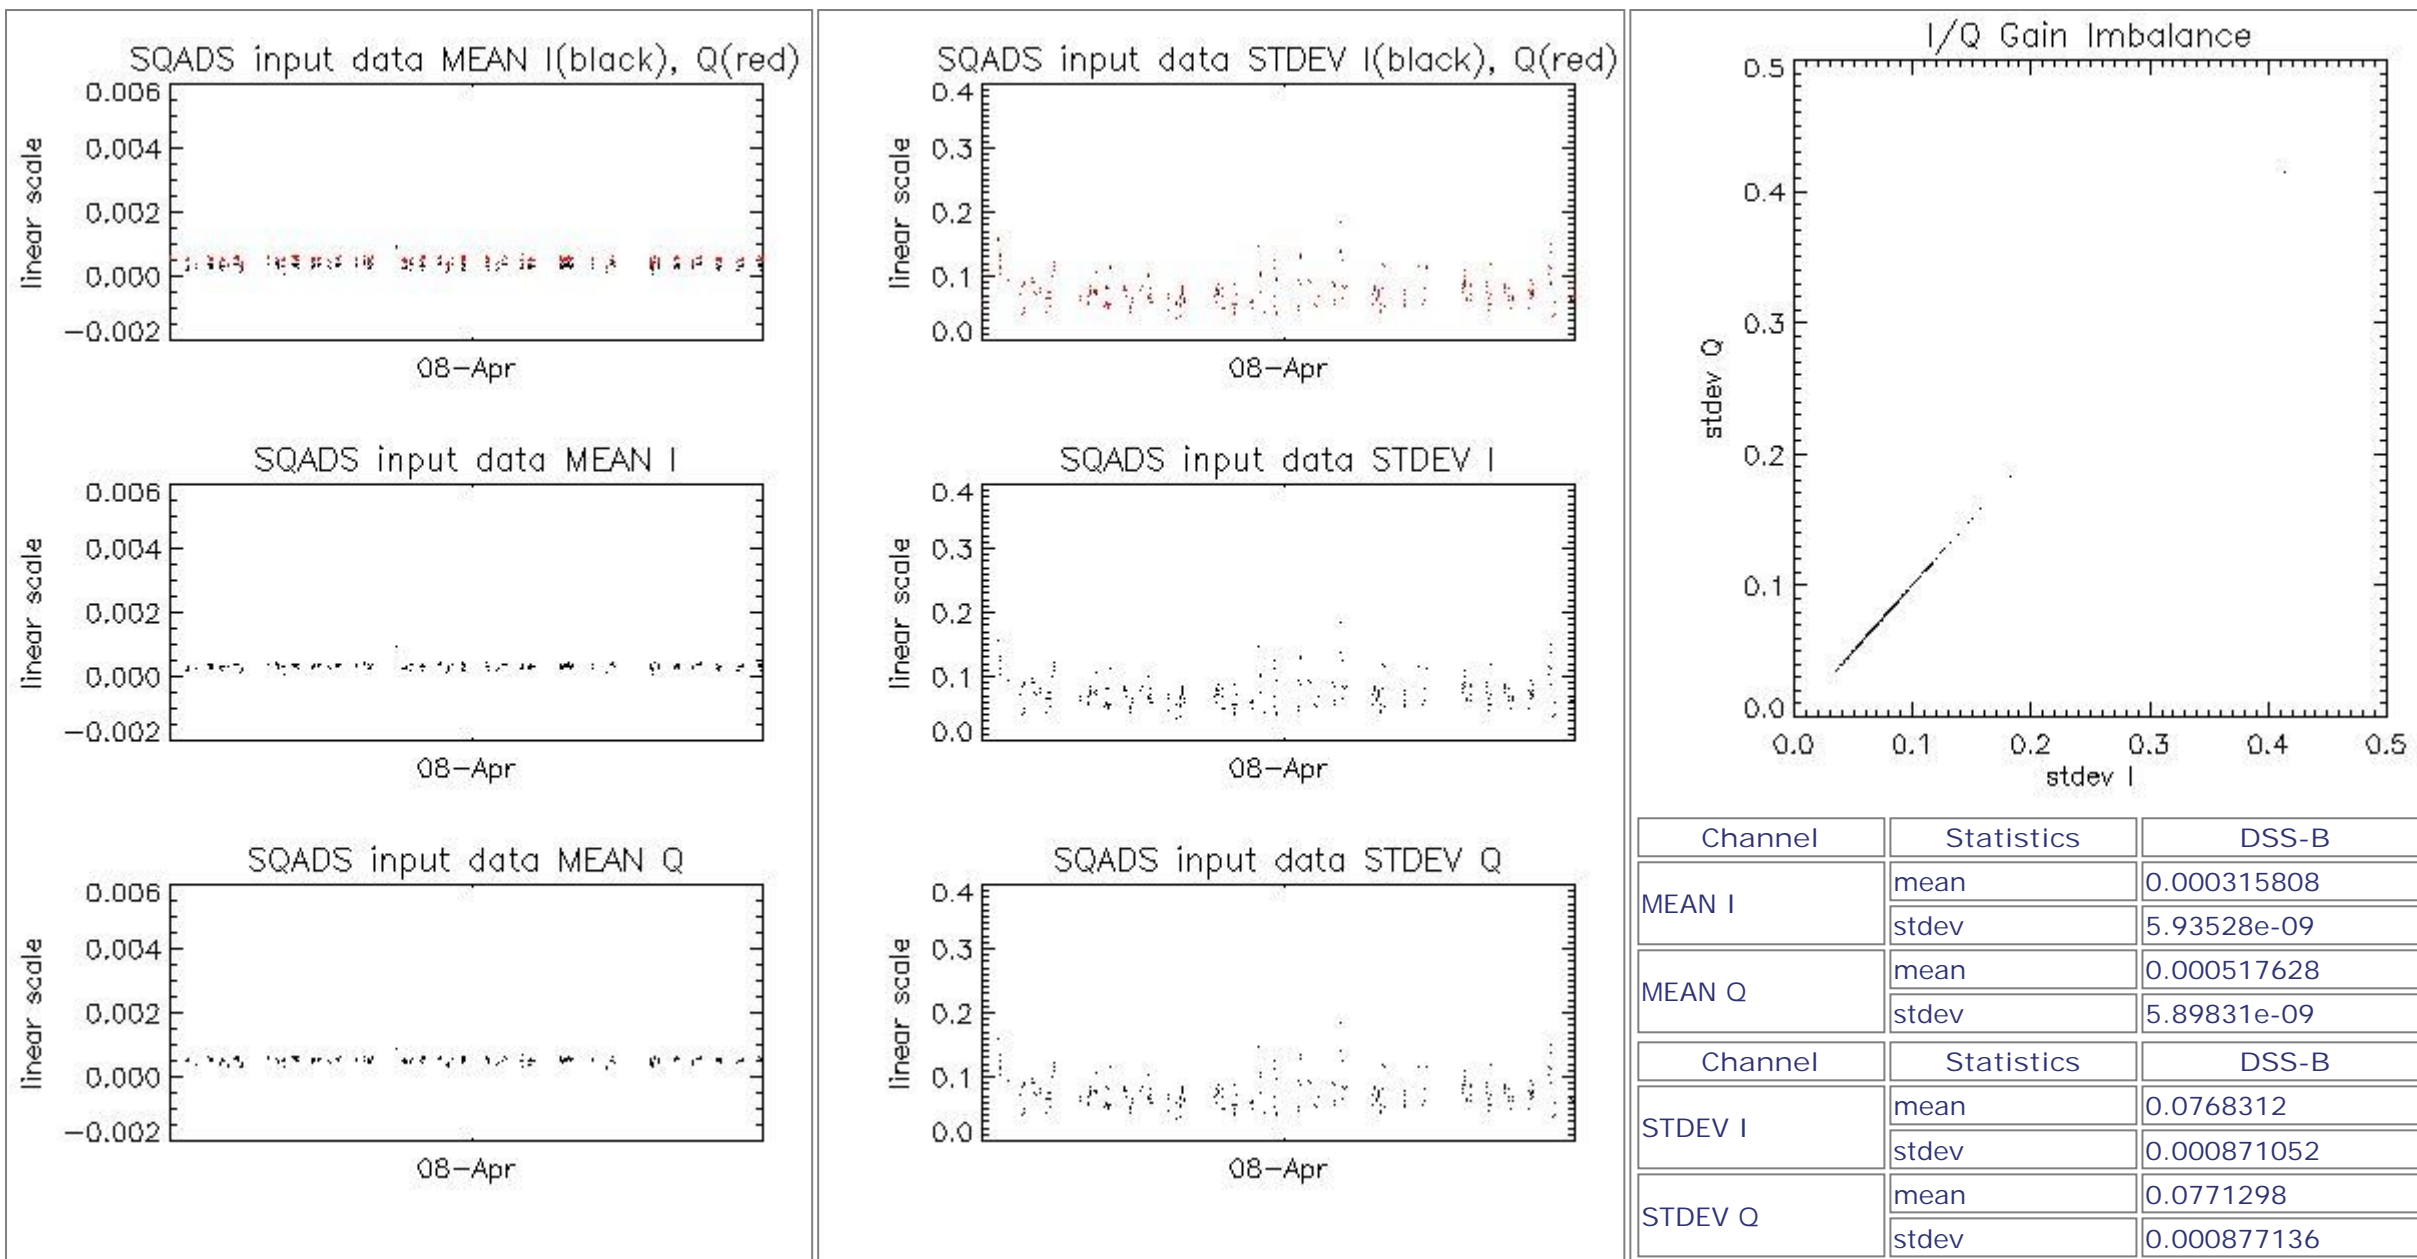 SQADS input data MEAN I(black), Q(red)
0.006
0.004
0.002
0.000
-0.002
linear scale
08-Apr
SQADS input data MEAN I
0.006
0.004
0.002
0.000
-0.002
linear scale
08-Apr
SQADS input data MEAN Q
0.006
0.004
0.002
0.000
-0.002
linear scale
08-Apr
SQADS input data STDEV I(black), Q(red)
0.4
0.3
0.2
0.1
0.0
linear scale
08-Apr
SQADS input data STDEV I
0.4
0.3
0.2
0.1
0.0
linear scale
08-Apr
SQADS input data STDEV Q
0.4
0.3
0.2
0.1
0.0
linear scale
08-Apr
I/Q Gain Imbalance
0.5
0.4
0.3
0.2
0.1
0.0
stdev Q
0.0 0.1 0.2 0.3 0.4 0.5
stdev I
Channel Statistics DSS-B
MEAN I mean 0.000315808
stdev 5.93528e-09
MEAN Q mean 0.000517628
stdev 5.89831e-09
Channel Statistics DSS-B
STDEV I mean 0.0768312
stdev 0.000871052
STDEV Q mean 0.0771298
stdev 0.000877136